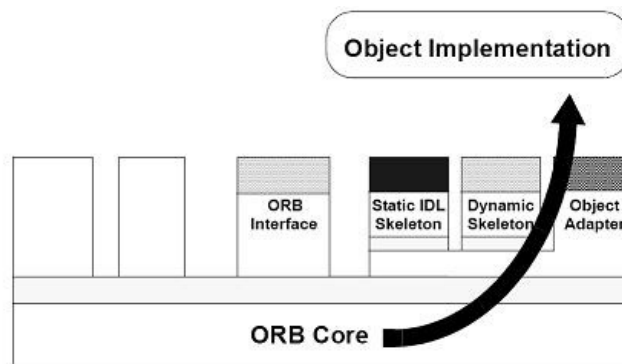 Object Implementation
ORB
Interface
Static IDL
Skeleton
Dynamic
Skeleton
Object
Adapter
ORB Core